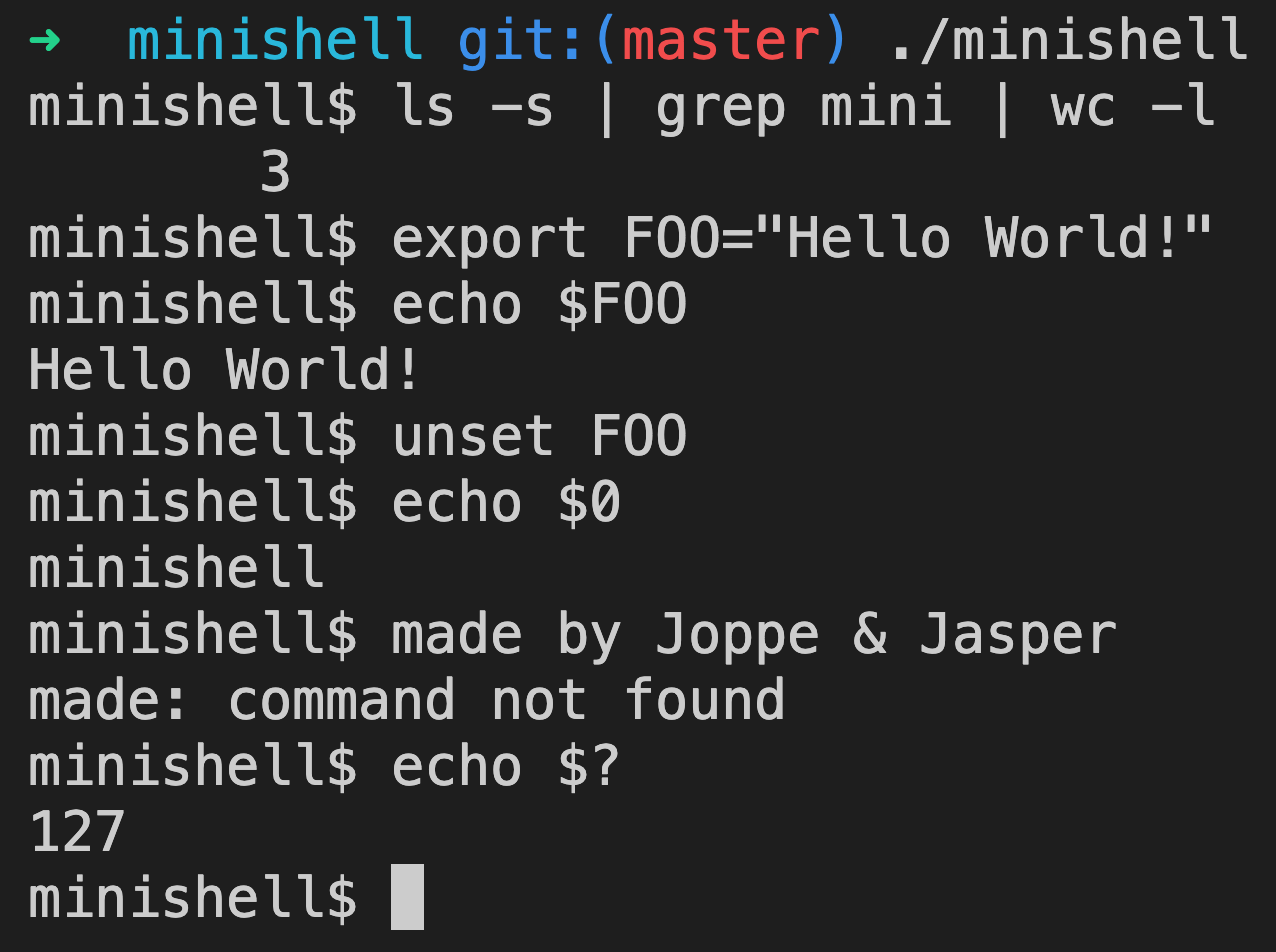 ➜  minishell git:(master) ./minishell
minishell$ ls -s | grep mini | wc -l
       3
minishell$ export FOO="Hello World!"
minishell$ echo $FOO
Hello World!
minishell$ unset FOO
minishell$ echo $0
minishell
minishell$ made by Joppe & Jasper
made: command not found
minishell$ echo $?
127
minishell$